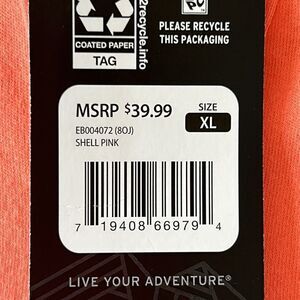 how2recycle.info
COATED PAPER
TAG
PLEASE RECYCLE
THIS PACKAGING
MSRP $39.99
SIZE
XL
EB004072 (8OJ)
SHELL PINK
7 19408 66979 4
LIVE YOUR ADVENTURE®